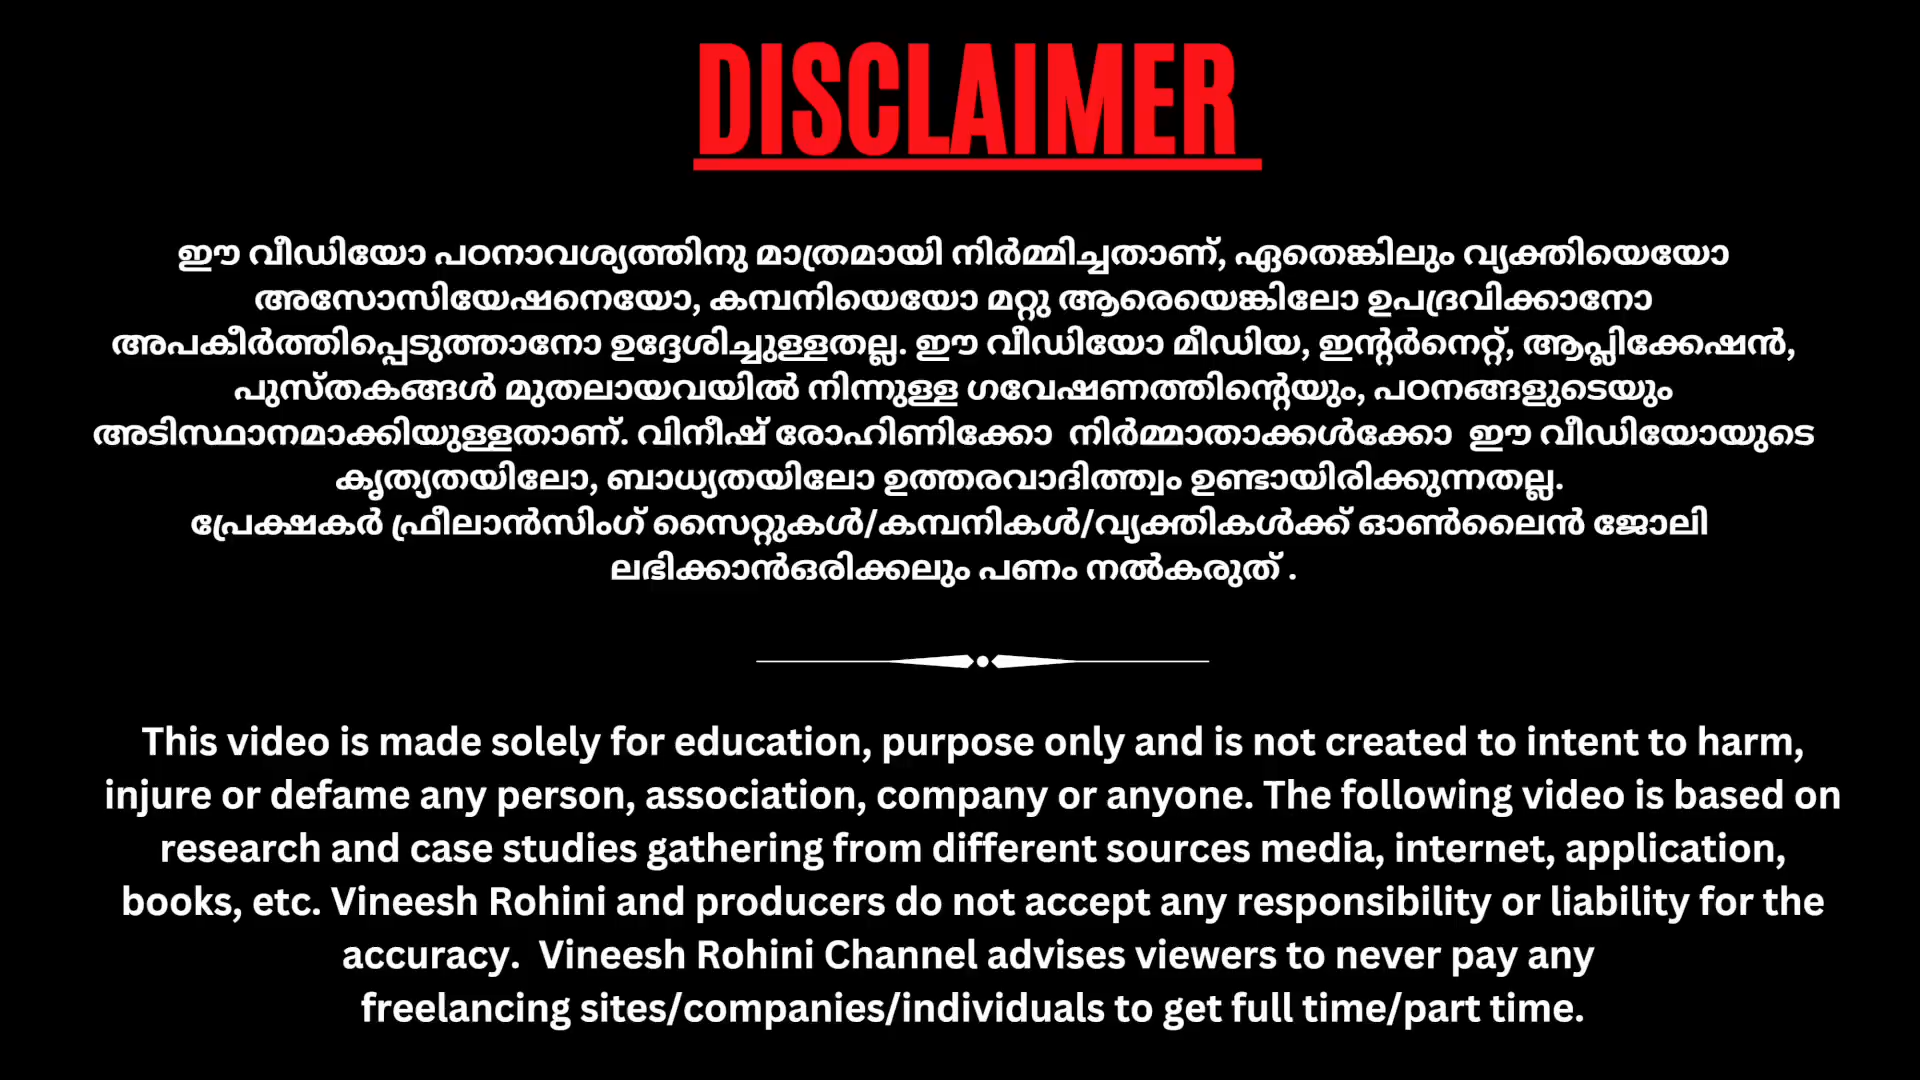 DISCLAIMER
ഈ വീഡിയോ പഠനാവശ്യത്തിനു മാത്രമായി നിർമ്മിച്ചതാണ്, ഏതെങ്കിലും വ്യക്തിയെയോ
അസോസിയേഷനെയോ, കമ്പനിയെയോ മറ്റു ആരെയെങ്കിലോ ഉപദ്രവിക്കാനോ
അപകീർത്തിപ്പെടുത്താനോ ഉദ്ദേശിച്ചുള്ളതല്ല. ഈ വീഡിയോ മീഡിയ, ഇന്റർനെറ്റ്, ആപ്ലിക്കേഷൻ,
പുസ്തകങ്ങൾ മുതലായവയിൽ നിന്നുള്ള ഗവേഷണത്തിന്റെയും, പഠനങ്ങളുടെയും
അടിസ്ഥാനമാക്കിയുള്ളതാണ്. വിനീഷ് രോഹിണിക്കോ  നിർമ്മാതാക്കൾക്കോ  ഈ വീഡിയോയുടെ
കൃത്യതയിലോ, ബാധ്യതയിലോ ഉത്തരവാദിത്ത്വം ഉണ്ടായിരിക്കുന്നതല്ല.
പ്രേക്ഷകർ ഫ്രീലാൻസിംഗ് സൈറ്റുകൾ/കമ്പനികൾ/വ്യക്തികൾക്ക് ഓൺലൈൻ ജോലി
ലഭിക്കാൻഒരിക്കലും പണം നൽകരുത് .
This video is made solely for education, purpose only and is not created to intent to harm,
injure or defame any person, association, company or anyone. The following video is based on
research and case studies gathering from different sources media, internet, application,
books, etc. Vineesh Rohini and producers do not accept any responsibility or liability for the
accuracy.  Vineesh Rohini Channel advises viewers to never pay any
freelancing sites/companies/individuals to get full time/part time.